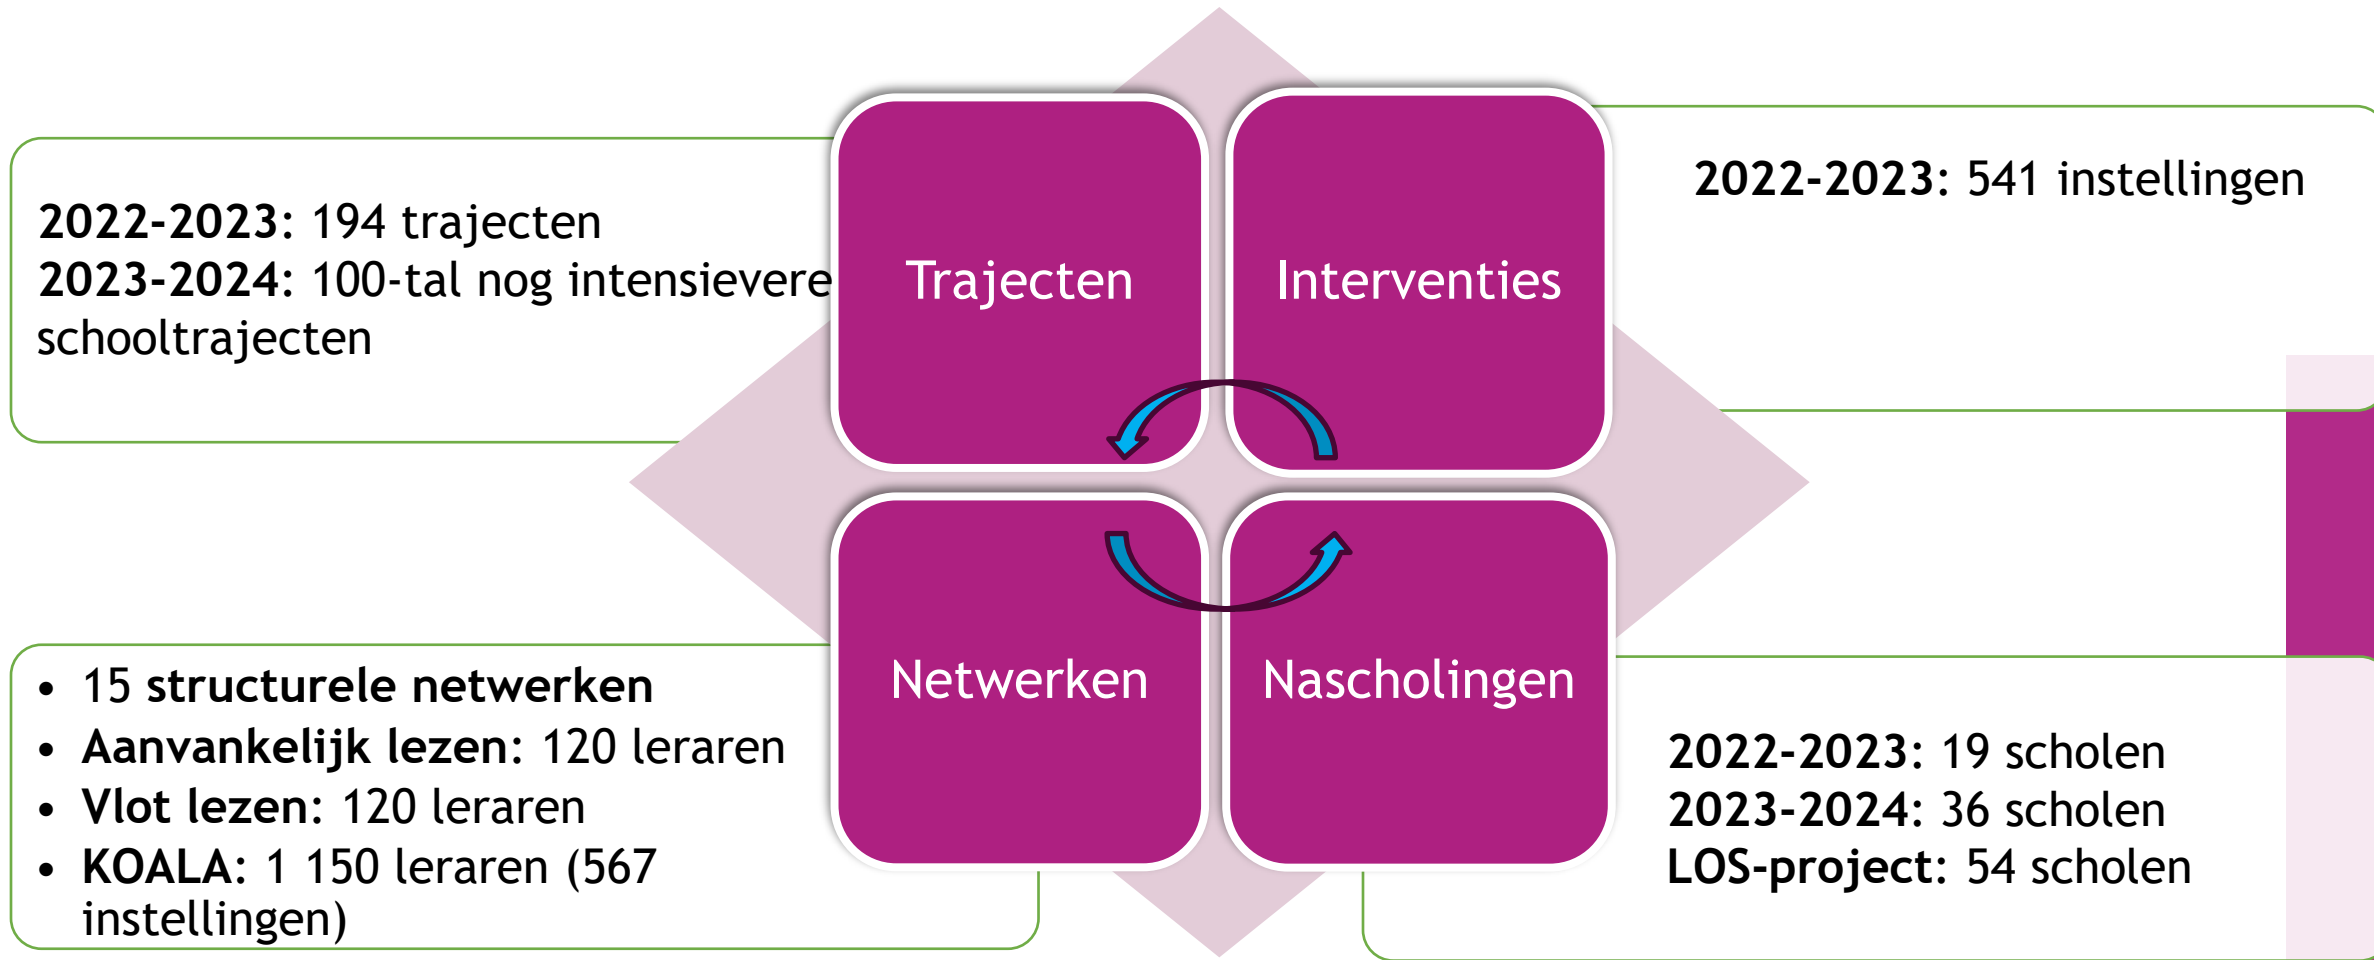 2022-2023: 194 trajecten
2023-2024: 100-tal nog intensievere
schooltrajecten
Trajecten
Interventies
2022-2023: 541 instellingen
• 15 structurele netwerken
• Aanvankelijk lezen: 120 leraren
• Vlot lezen: 120 leraren
• KOALA: 1 150 leraren (567
instellingen)
Netwerken
Nascholingen
2022-2023: 19 scholen
2023-2024: 36 scholen
LOS-project: 54 scholen